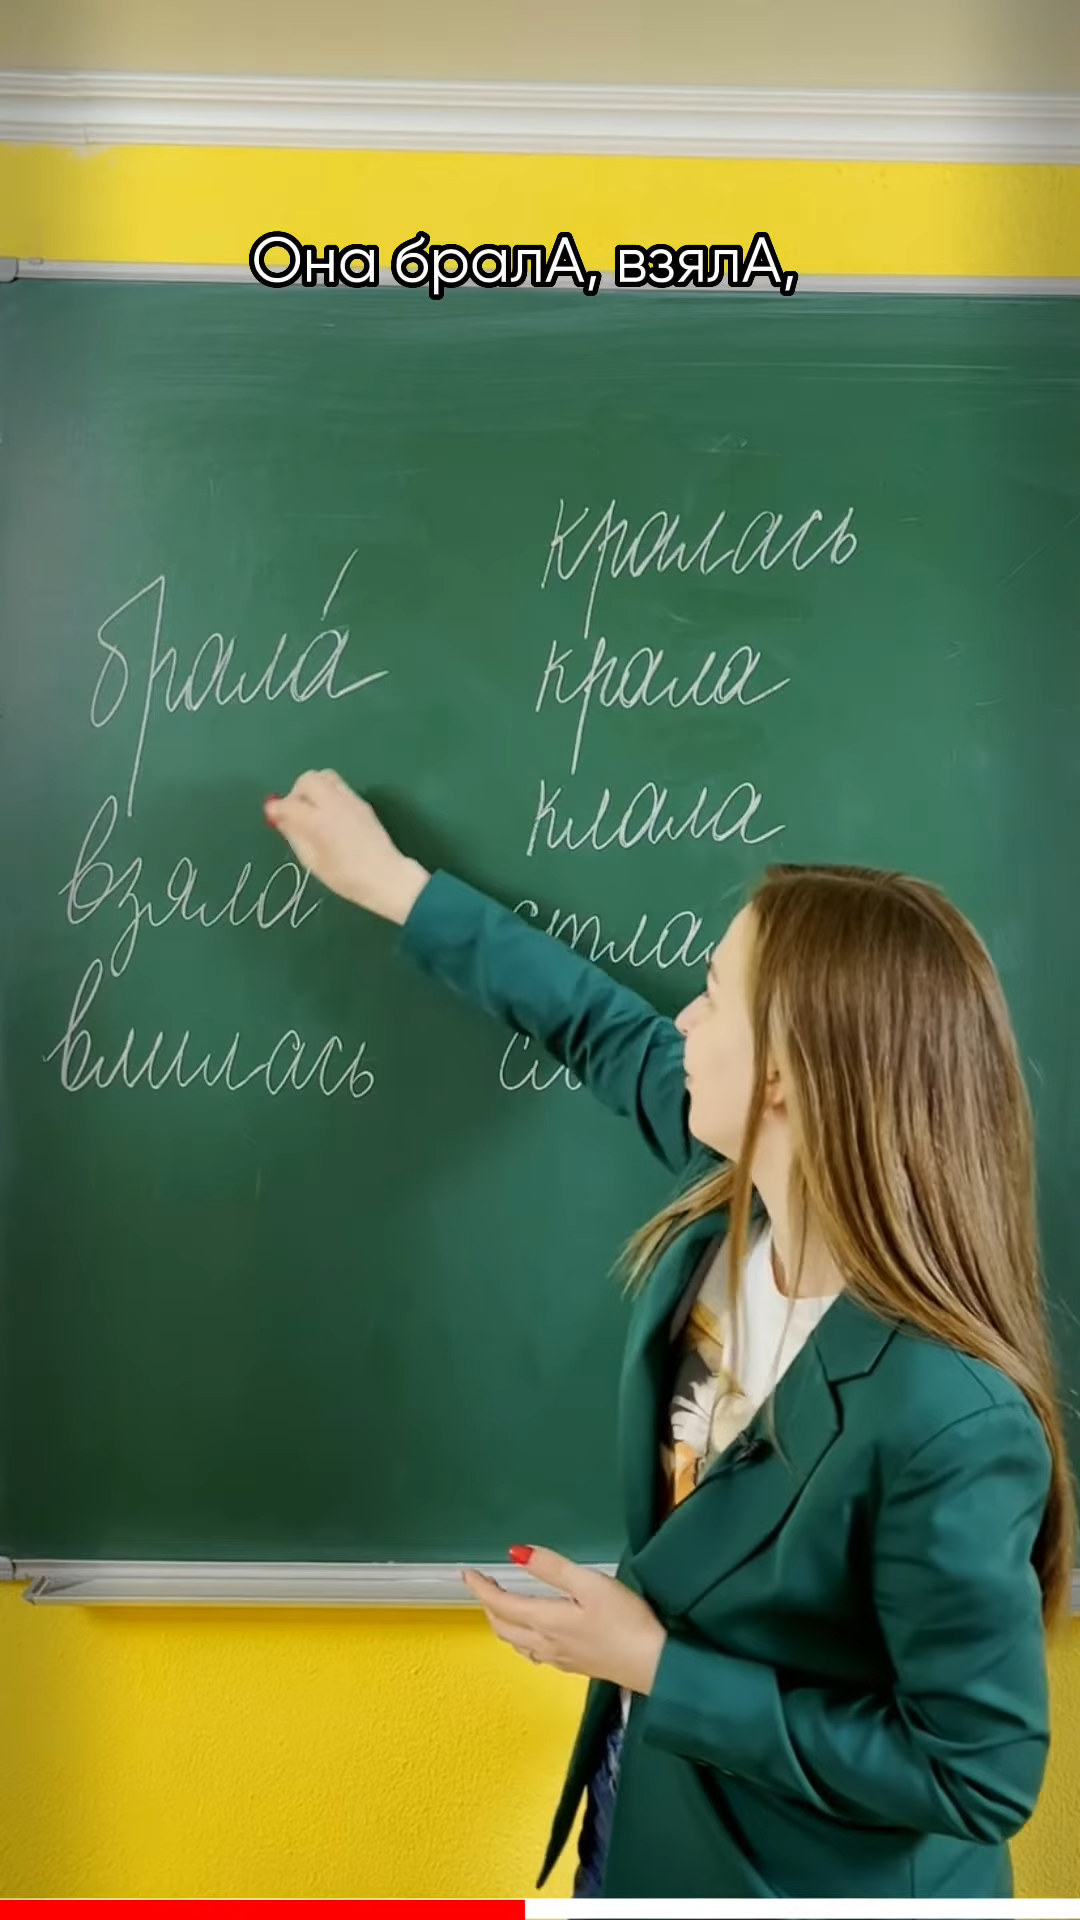 Она бралА, взялА,
брала́
взяла
влилась
кралась
крала
клала